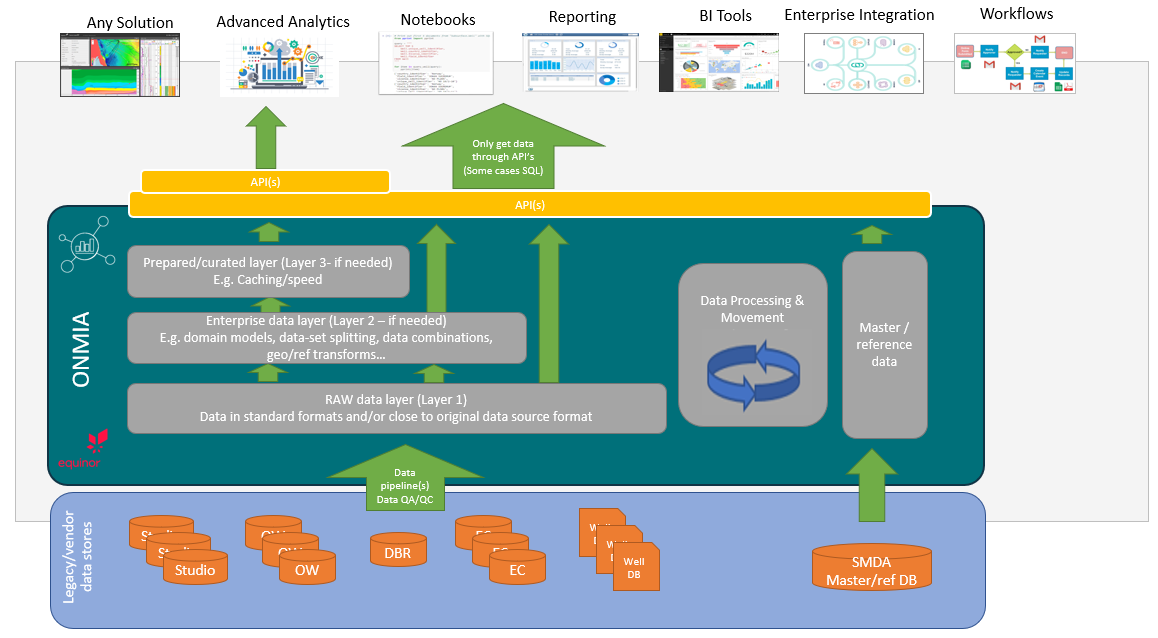 Any Solution
Advanced Analytics
Notebooks
Reporting
BI Tools
Enterprise Integration
Workflows
Only get data
through API's
(Some cases SQL)
API(s)
API(s)
ONMIA
equinor
Prepared/curated layer (Layer 3- if needed)
E.g. Caching/speed
Enterprise data layer (Layer 2 – if needed)
E.g. domain models, data-set splitting, data combinations,
geo/ref transforms...
RAW data layer (Layer 1)
Data in standard formats and/or close to original data source format
Data Processing &
Movement
Master /
reference
data
Data
pipeline(s)
Data QA/QC
Legacy/vendor
data stores
Studio
OW
DBR
EC
Well
DB
SMDA
Master/ref DB